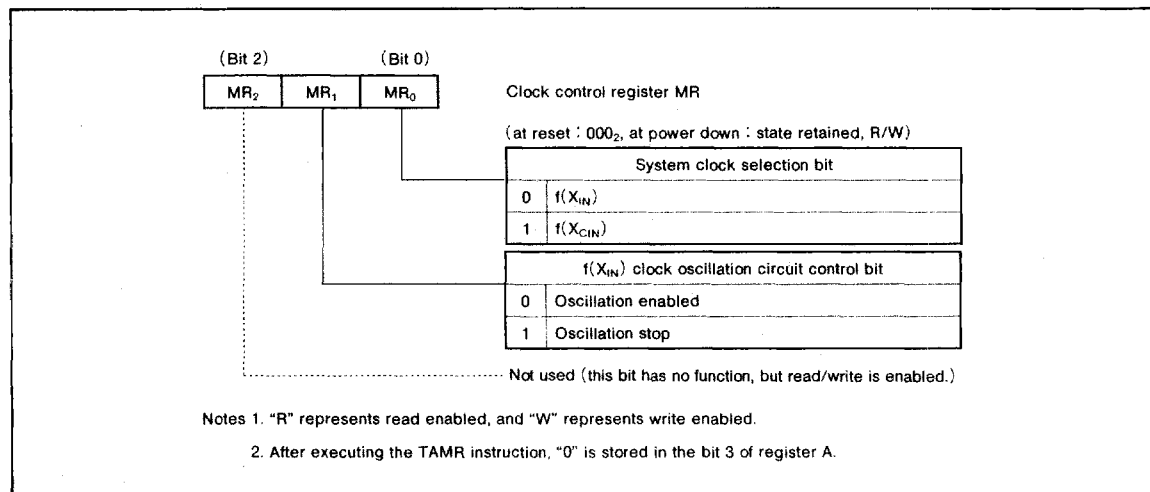 (Bit 2) (Bit 0)
MR₂ MR₁ MR₀ Clock control register MR
(at reset : 000₂, at power down : state retained, R/W)
System clock selection bit
0 f(X_IN)
1 f(X_CIN)
f(X_IN) clock oscillation circuit control bit
0 Oscillation enabled
1 Oscillation stop
Not used (this bit has no function, but read/write is enabled.)
Notes 1. “R” represents read enabled, and “W” represents write enabled.
2. After executing the TAMR instruction, “0” is stored in the bit 3 of register A.